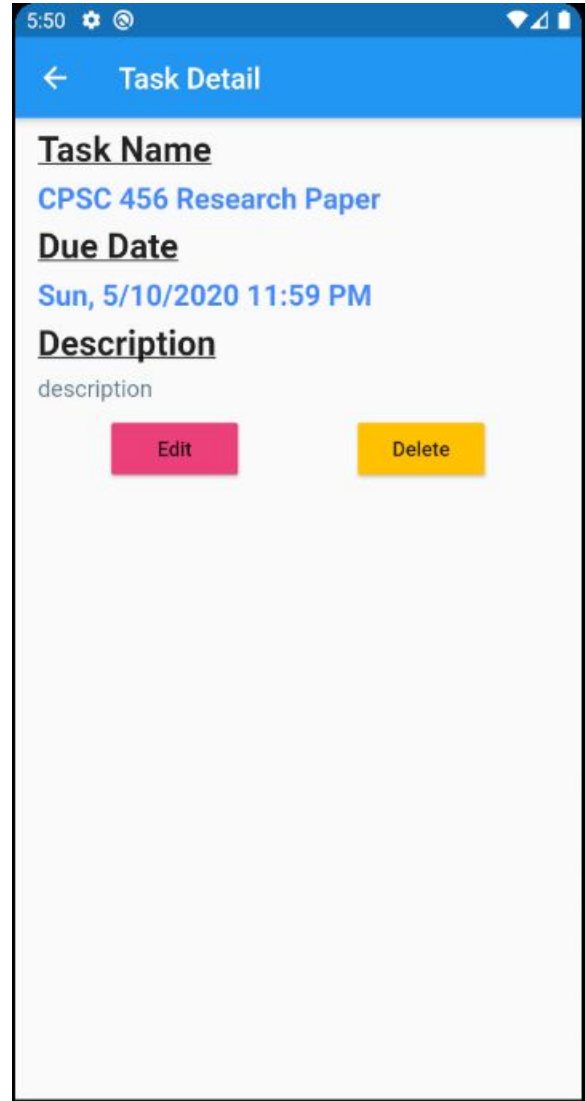 5:50
Task Detail
Task Name
CPSC 456 Research Paper
Due Date
Sun, 5/10/2020 11:59 PM
Description
description
Edit Delete